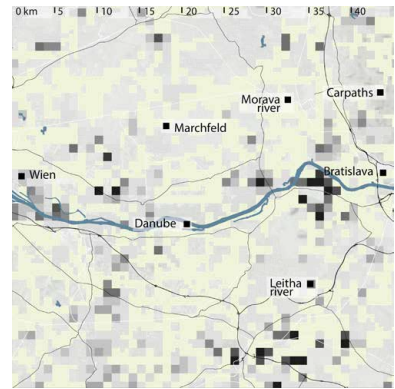 0 km 5 10 15 20 25 30 35 40
Carpaths
Morava
river
Marchfeld
Wien
Bratislava
Danube
Leitha
river